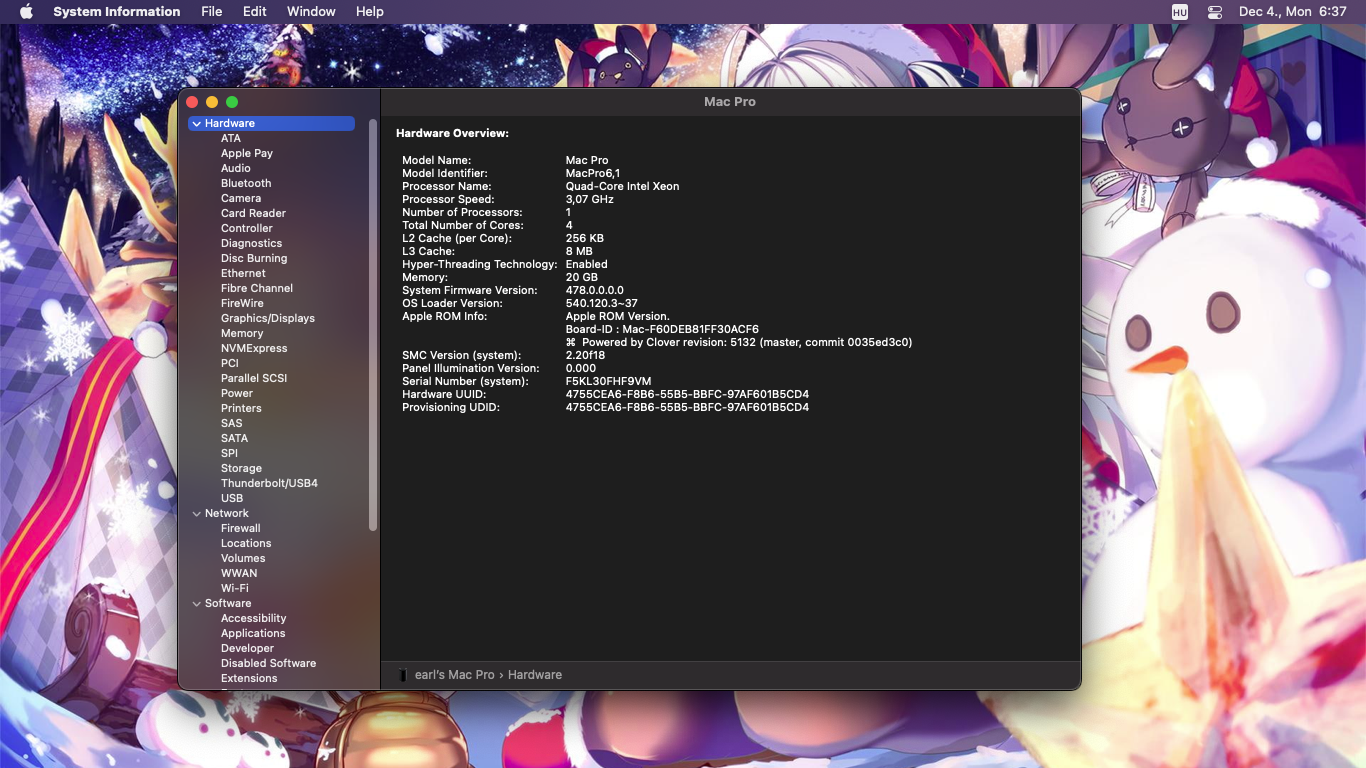 System Information File Edit Window Help HU Dec 4., Mon 6:37
Mac Pro
Hardware
ATA
Apple Pay
Audio
Bluetooth
Camera
Card Reader
Controller
Diagnostics
Disc Burning
Ethernet
Fibre Channel
FireWire
Graphics/Displays
Memory
NVMExpress
PCI
Parallel SCSI
Power
Printers
SAS
SATA
SPI
Storage
Thunderbolt/USB4
USB
Network
Firewall
Locations
Volumes
WWAN
Wi-Fi
Software
Accessibility
Applications
Developer
Disabled Software
Extensions
Hardware Overview:
Model Name: Mac Pro
Model Identifier: MacPro6,1
Processor Name: Quad-Core Intel Xeon
Processor Speed: 3,07 GHz
Number of Processors: 1
Total Number of Cores: 4
L2 Cache (per Core): 256 KB
L3 Cache: 8 MB
Hyper-Threading Technology: Enabled
Memory: 20 GB
System Firmware Version: 478.0.0.0.0
OS Loader Version: 540.120.3~37
Apple ROM Info: Apple ROM Version.
Board-ID : Mac-F60DEB81FF30ACF6
⌘ Powered by Clover revision: 5132 (master, commit 0035ed3c0)
SMC Version (system): 2.20f18
Panel Illumination Version: 0.000
Serial Number (system): F5KL30FHF9VM
Hardware UUID: 4755CEA6-F8B6-55B5-BBFC-97AF601B5CD4
Provisioning UDID: 4755CEA6-F8B6-55B5-BBFC-97AF601B5CD4
earl's Mac Pro › Hardware